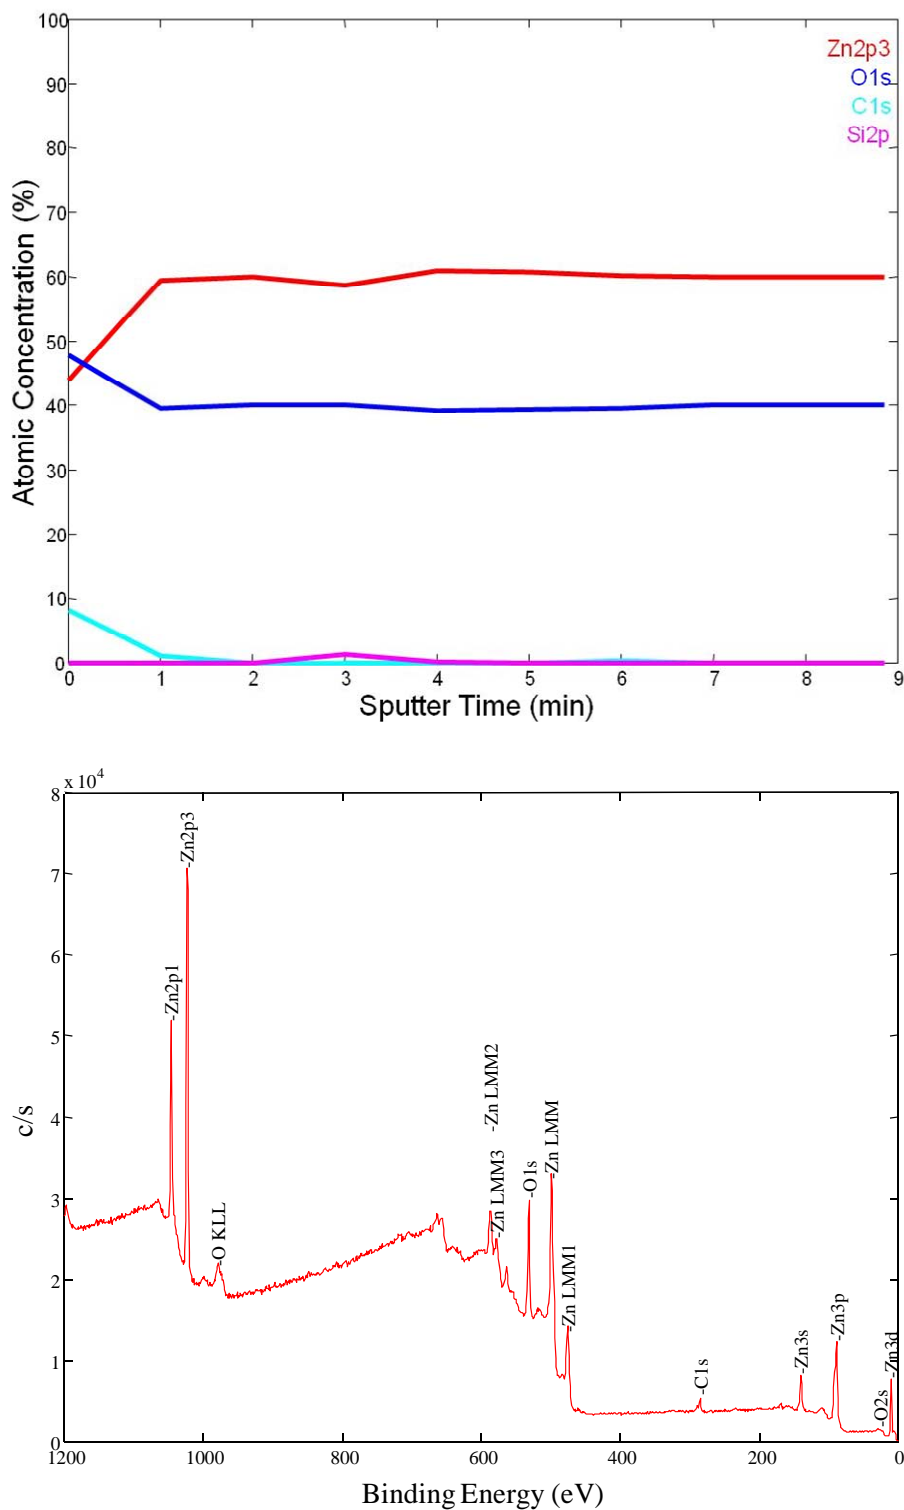 100
90
80
70
60
50
40
30
20
10
0
Atomic Concentration (%)
Zn2p3
O1s
C1s
Si2p
0 1 2 3 4 5 6 7 8 9
Sputter Time (min)
x 10^4
8
7
6
5
4
3
2
1
0
c/s
-Zn2p1
-Zn2p3
-O KLL
-Zn LMM2
-Zn LMM3
-O1s
-Zn LMM
-Zn LMM1
-C1s
-Zn3s
-Zn3p
-O2s
-Zn3d
1200 1000 800 600 400 200 0
Binding Energy (eV)